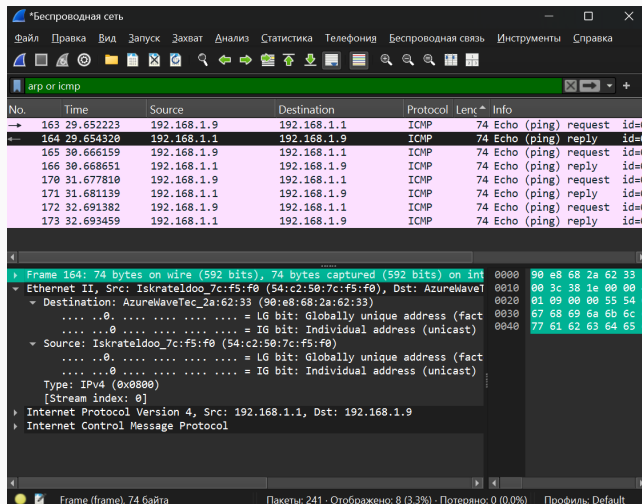 *Беспроводная сеть
Файл Правка Вид Запуск Захват Анализ Статистика Телефония Беспроводная связь Инструменты Справка
arp or icmp
No. Time Source Destination Protocol Leng Info
163 29.652223 192.168.1.9 192.168.1.1 ICMP 74 Echo (ping) request id=
164 29.654320 192.168.1.1 192.168.1.9 ICMP 74 Echo (ping) reply id=
165 30.666159 192.168.1.9 192.168.1.1 ICMP 74 Echo (ping) request id=
166 30.668651 192.168.1.1 192.168.1.9 ICMP 74 Echo (ping) reply id=
170 31.677810 192.168.1.9 192.168.1.1 ICMP 74 Echo (ping) request id=
171 31.681139 192.168.1.1 192.168.1.9 ICMP 74 Echo (ping) reply id=
172 32.691382 192.168.1.9 192.168.1.1 ICMP 74 Echo (ping) request id=
173 32.693459 192.168.1.1 192.168.1.9 ICMP 74 Echo (ping) reply id=
Frame 164: 74 bytes on wire (592 bits), 74 bytes captured (592 bits) on int
Ethernet II, Src: Iskrateldoo_7c:f5:f0 (54:c2:50:7c:f5:f0), Dst: AzureWaveT
Destination: AzureWaveTec_2a:62:33 (90:e8:68:2a:62:33)
.... ..0. .... .... .... .... = LG bit: Globally unique address (fact
.... ...0 .... .... .... .... = IG bit: Individual address (unicast)
Source: Iskrateldoo_7c:f5:f0 (54:c2:50:7c:f5:f0)
.... ..0. .... .... .... .... = LG bit: Globally unique address (fact
.... ...0 .... .... .... .... = IG bit: Individual address (unicast)
Type: IPv4 (0x0800)
[Stream index: 0]
Internet Protocol Version 4, Src: 192.168.1.1, Dst: 192.168.1.9
Internet Control Message Protocol
0000 90 e8 68 2a 62 33
0010 00 3c 38 1e 00 00
0020 01 09 00 00 55 54
0030 67 68 69 6a 6b 6c
0040 77 61 62 63 64 65
Frame (frame), 74 байта Пакеты: 241 · Отображено: 8 (3.3%) · Потеряно: 0 (0.0%) Профиль: Default